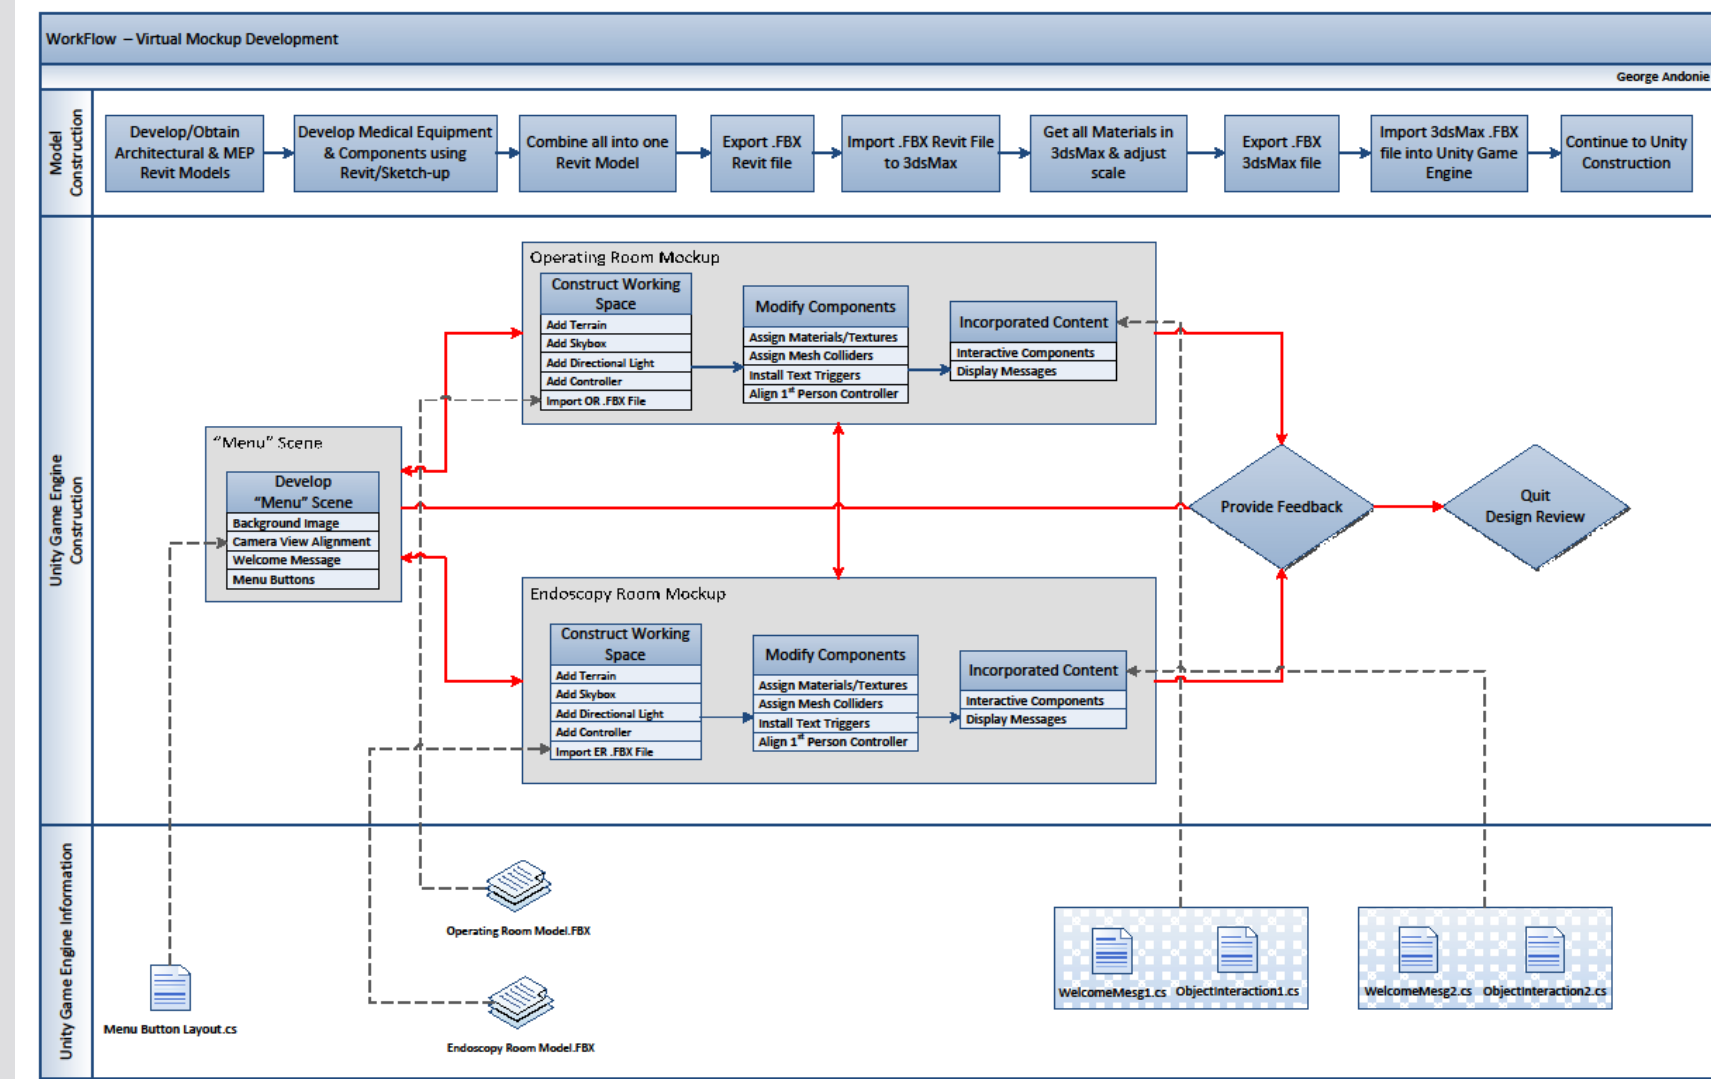 WorkFlow – Virtual Mockup Development
George Andonie
Model
Construction
Develop/Obtain
Architectural & MEP
Revit Models
Develop Medical Equipment
& Components using
Revit/Sketch-up
Combine all into one
Revit Model
Export .FBX
Revit file
Import .FBX Revit File
to 3dsMax
Get all Materials in
3dsMax & adjust
scale
Export .FBX
3dsMax file
Import 3dsMax .FBX
file into Unity Game
Engine
Continue to Unity
Construction
Unity Game Engine
Construction
Operating Room Mockup
Construct Working
Space
Add Terrain
Add Skybox
Add Directional Light
Add Controller
Import OR .FBX File
Modify Components
Assign Materials/Textures
Assign Mesh Colliders
Install Text Triggers
Align 1st Person Controller
Incorporated Content
Interactive Components
Display Messages
“Menu” Scene
Develop
“Menu” Scene
Background Image
Camera View Alignment
Welcome Message
Menu Buttons
Provide Feedback
Quit
Design Review
Endoscopy Room Mockup
Construct Working
Space
Add Terrain
Add Skybox
Add Directional Light
Add Controller
Import ER .FBX File
Modify Components
Assign Materials/Textures
Assign Mesh Colliders
Install Text Triggers
Align 1st Person Controller
Incorporated Content
Interactive Components
Display Messages
Unity Game Engine Information
Menu Button Layout.cs
Operating Room Model.FBX
Endoscopy Room Model.FBX
WelcomeMesg1.cs
ObjectInteraction1.cs
WelcomeMesg2.cs
ObjectInteraction2.cs